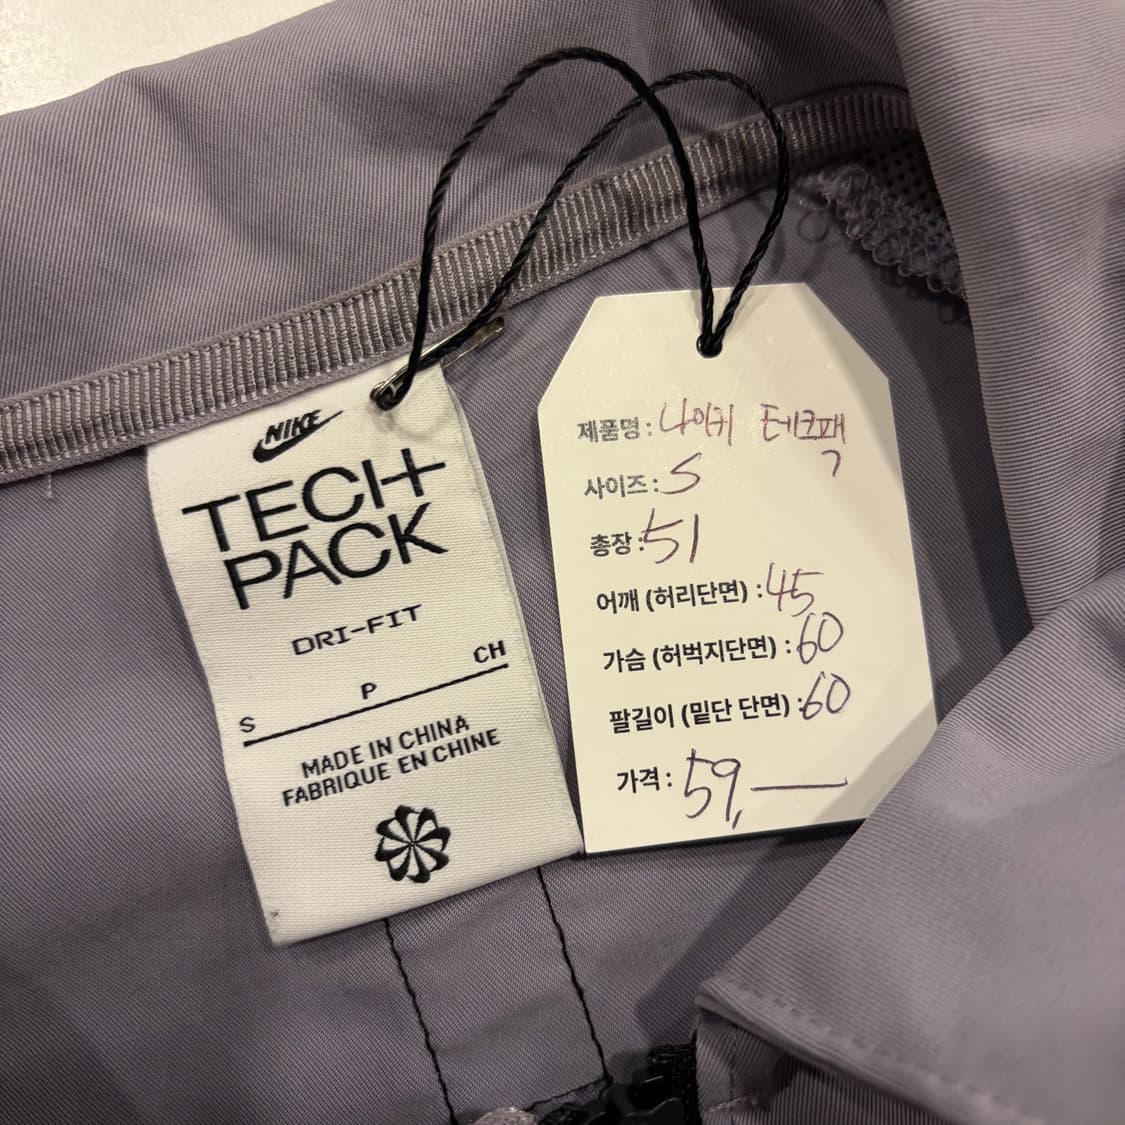 NIKE
TECH
PACK
DRI-FIT
S P CH
MADE IN CHINA
FABRIQUE EN CHINE
제품명: 나이키 테크팩
사이즈: S
총장: 51
어깨 (허리단면) : 45
가슴 (허벅지단면) : 60
팔길이 (밑단 단면) : 60
가격: 59,—